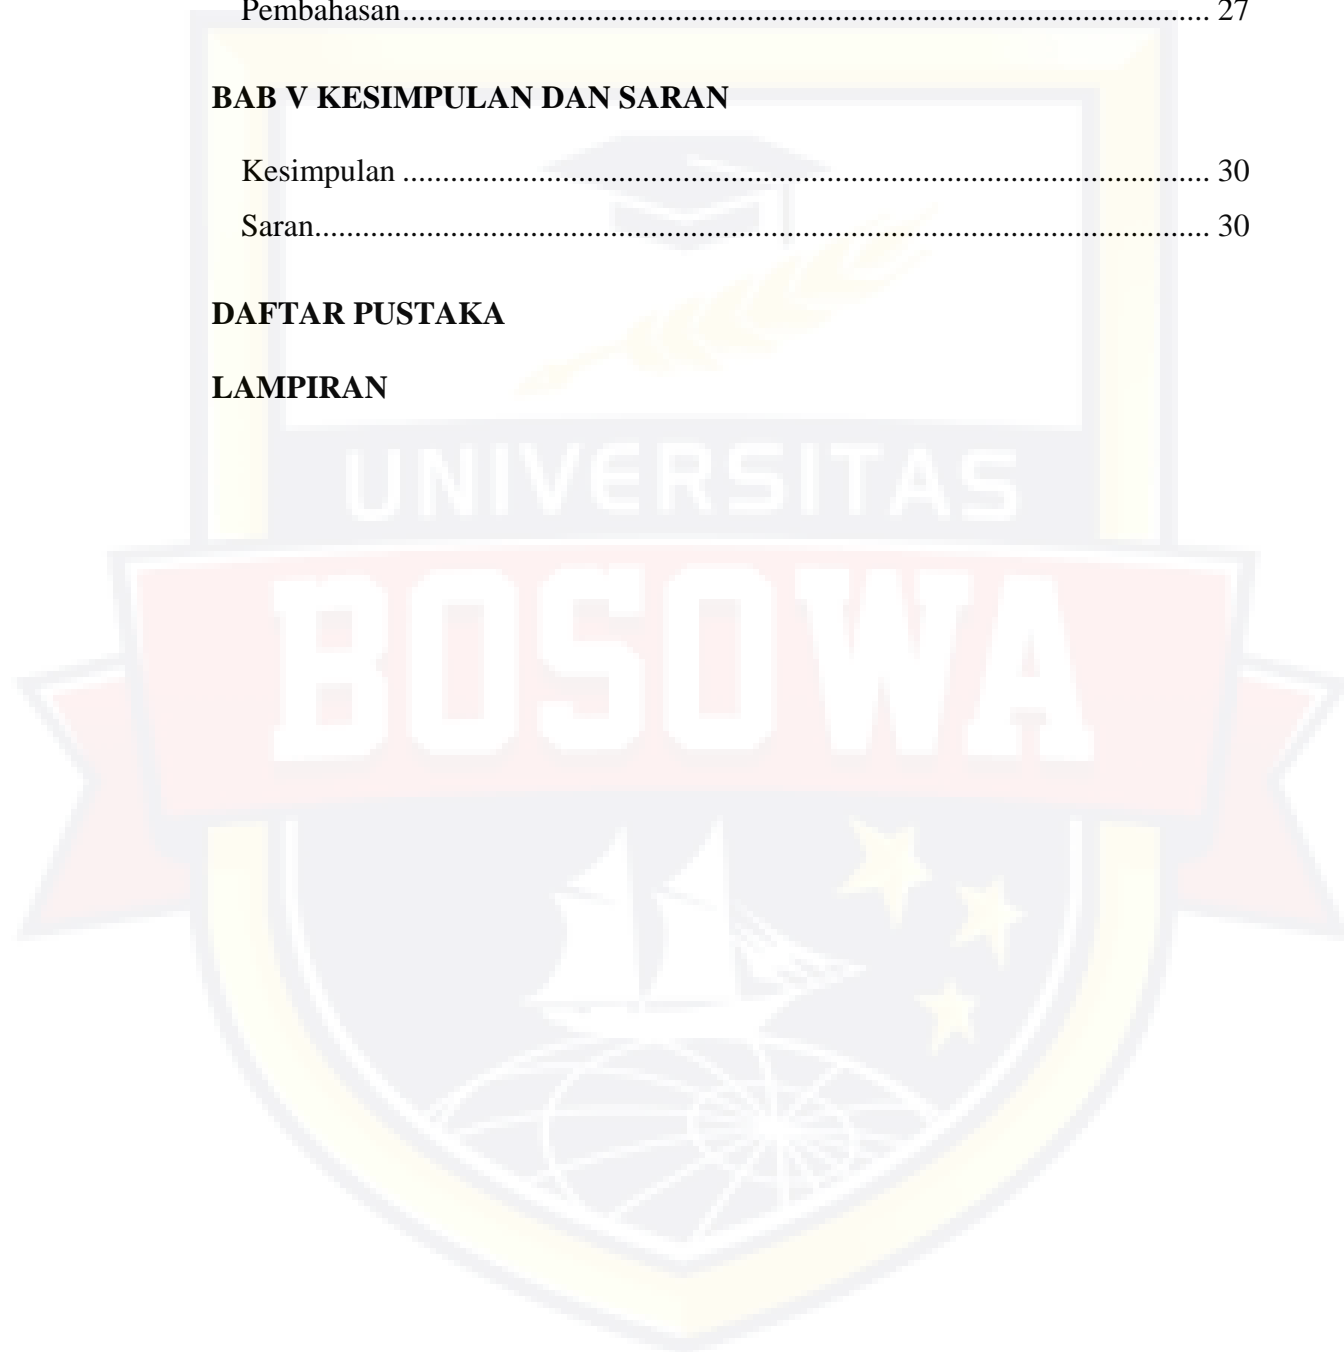 Pembahasan..................................................................................................... 27
BAB V KESIMPULAN DAN SARAN
Kesimpulan ..................................................................................................... 30
Saran................................................................................................................ 30
DAFTAR PUSTAKA
LAMPIRAN
UNIVERSITAS
BOSOWA